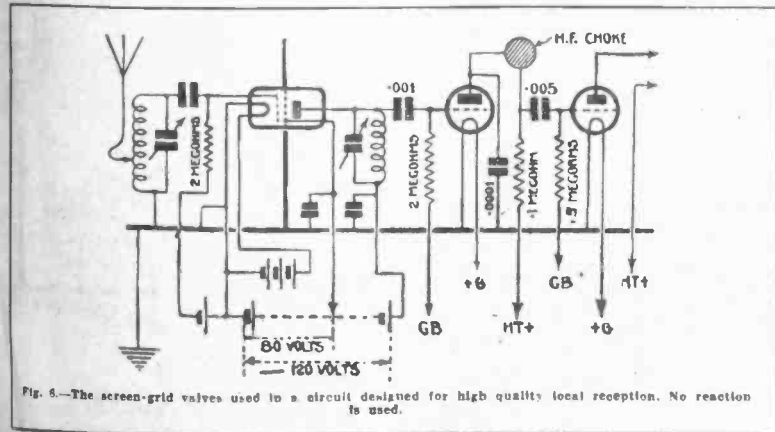 H.F. CHOKE
.001
.005
2 MEGOHMS
2 MEGOHMS
.0001
.1 MEGOHM
.5 MEGOHMS
+6
GB
HT+
GB
+6
HT+
80 VOLTS
120 VOLTS
Fig. 6.—The screen-grid valves used in a circuit designed for high quality local reception. No reaction
is used.